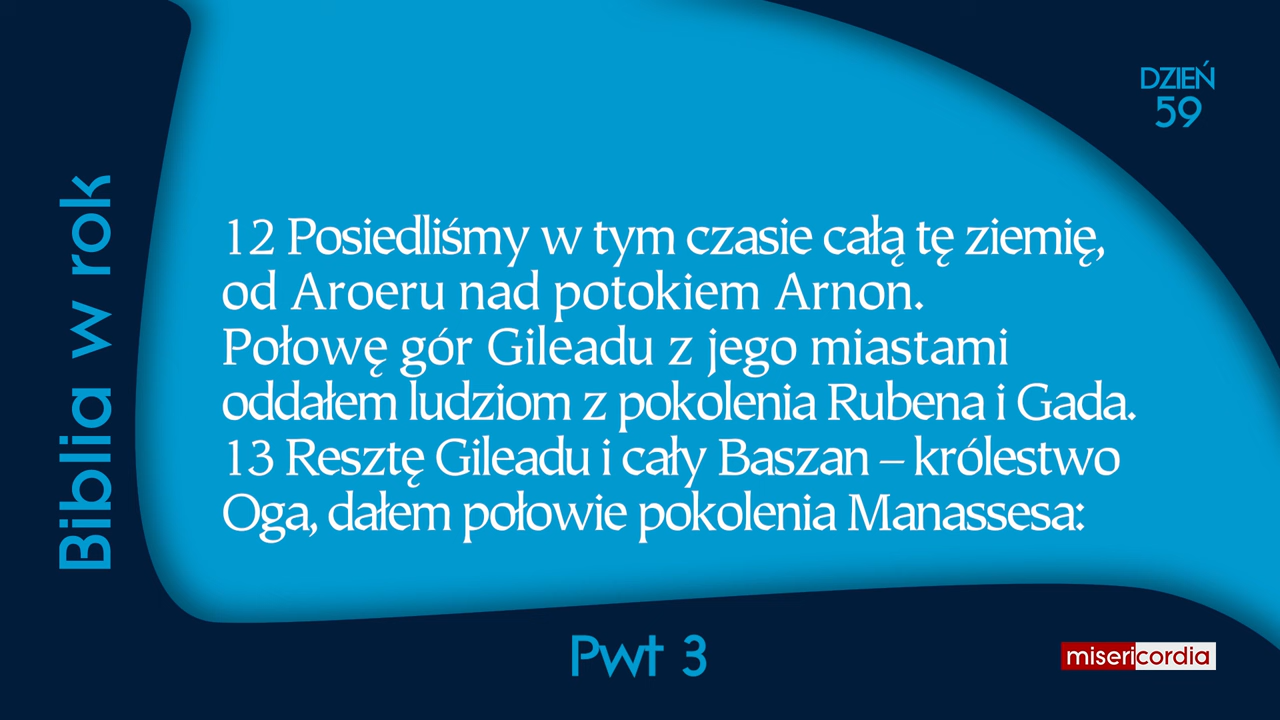 DZIEŃ
59
Biblia w rok
12 Posiedliśmy w tym czasie całą tę ziemię,
od Aroeru nad potokiem Arnon.
Połowę gór Gileadu z jego miastami
oddałem ludziom z pokolenia Rubena i Gada.
13 Resztę Gileadu i cały Baszan – królestwo
Oga, dałem połowie pokolenia Manassesa:
Pwt 3
misericordia